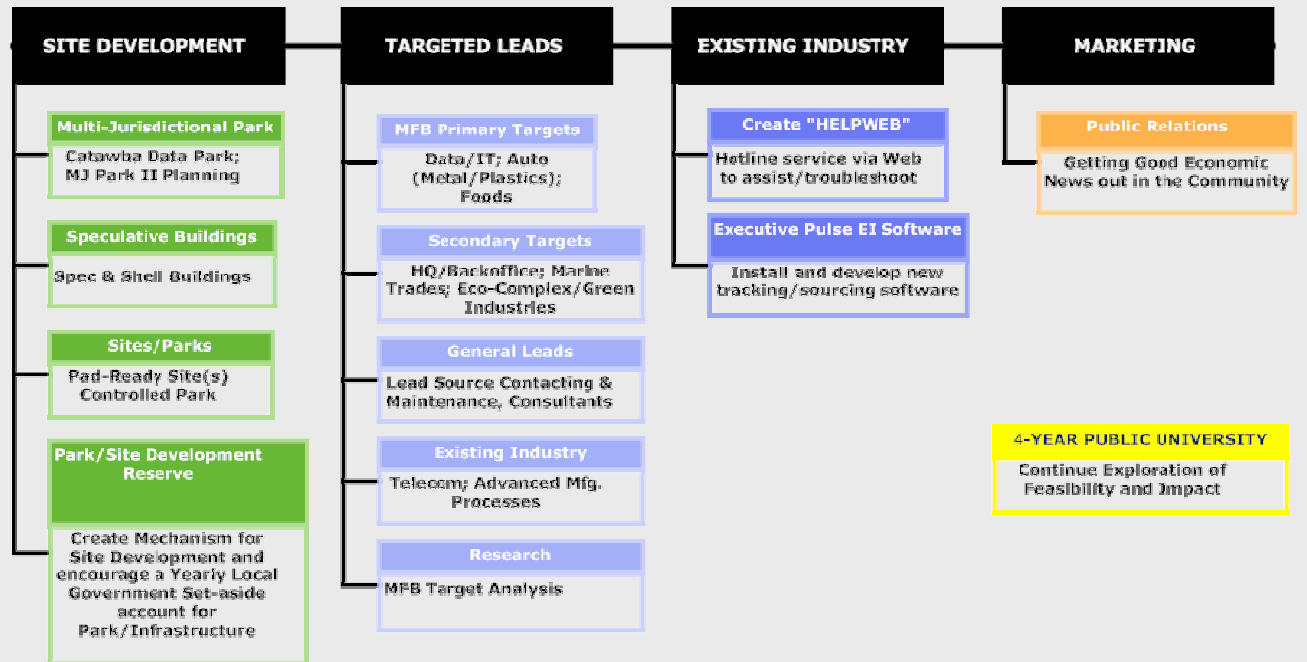 SITE DEVELOPMENT
TARGETED LEADS
EXISTING INDUSTRY
MARKETING
Multi-Jurisdictional Park
Catawba Data Park;
MJ Park II Planning
Speculative Buildings
Spec & Shell Buildings
Sites/Parks
Pad-Ready Site(s)
Controlled Park
Park/Site Development
Reserve
Create Mechanism for
Site Development and
encourage a Yearly Local
Government Set-aside
account for
Park/Infrastructure
MFB Primary Targets
Data/IT; Auto
(Metal/Plastics);
Foods
Secondary Targets
HQ/Backoffice; Marine
Trades; Eco-Complex/Green
Industries
General Leads
Lead Source Contacting &
Maintenance, Consultants
Existing Industry
Telecom; Advanced Mfg.
Processes
Research
MFB Target Analysis
Create "HELPWEB"
Hotline service via Web
to assist/troubleshoot
Executive Pulse EI Software
Install and develop new
tracking/sourcing software
Public Relations
Getting Good Economic
News out in the Community
4-YEAR PUBLIC UNIVERSITY
Continue Exploration of
Feasibility and Impact